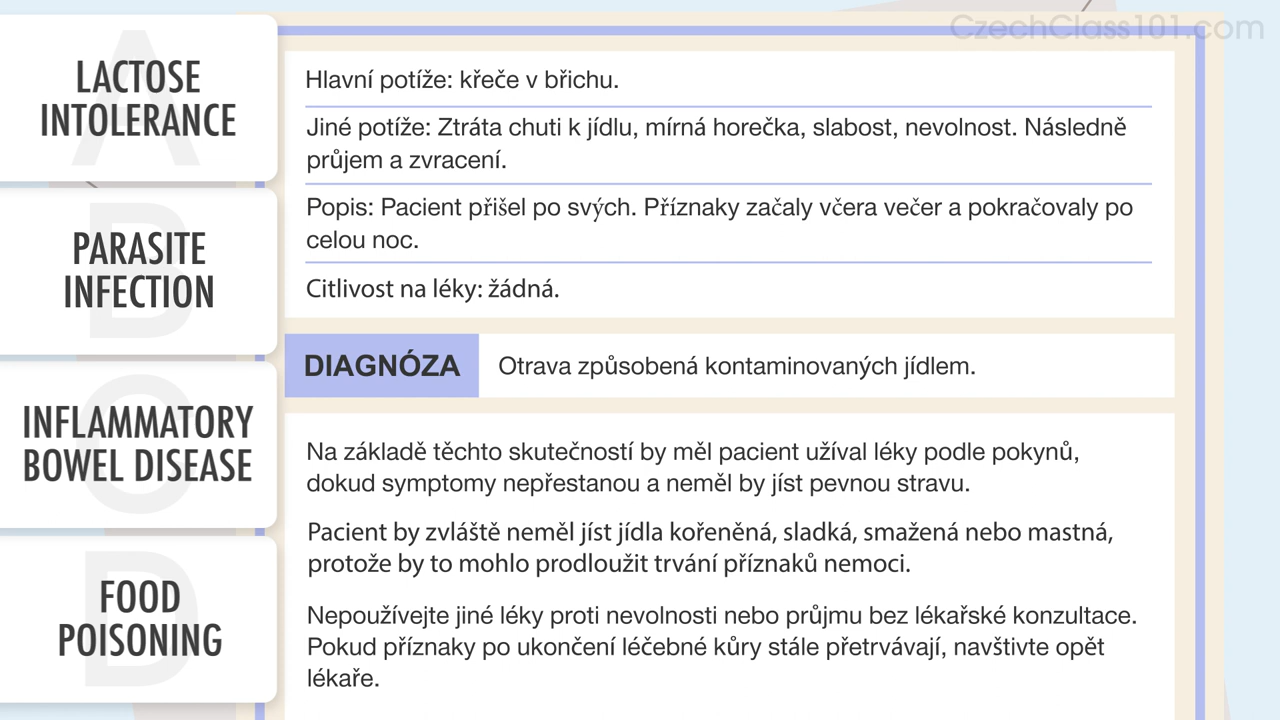 CzechClass101.com
A
LACTOSE
INTOLERANCE
B
PARASITE
INFECTION
C
INFLAMMATORY
BOWEL DISEASE
D
FOOD
POISONING
Hlavní potíže: křeče v břichu.
Jiné potíže: Ztráta chuti k jídlu, mírná horečka, slabost, nevolnost. Následně
průjem a zvracení.
Popis: Pacient přišel po svých. Příznaky začaly včera večer a pokračovaly po
celou noc.
Citlivost na léky: žádná.
DIAGNÓZA
Otrava způsobená kontaminovaných jídlem.
Na základě těchto skutečností by měl pacient užíval léky podle pokynů,
dokud symptomy nepřestanou a neměl by jíst pevnou stravu.
Pacient by zvláště neměl jíst jídla kořeněná, sladká, smažená nebo mastná,
protože by to mohlo prodloužit trvání příznaků nemoci.
Nepoužívejte jiné léky proti nevolnosti nebo průjmu bez lékařské konzultace.
Pokud příznaky po ukončení léčebné kůry stále přetrvávají, navštivte opět
lékaře.